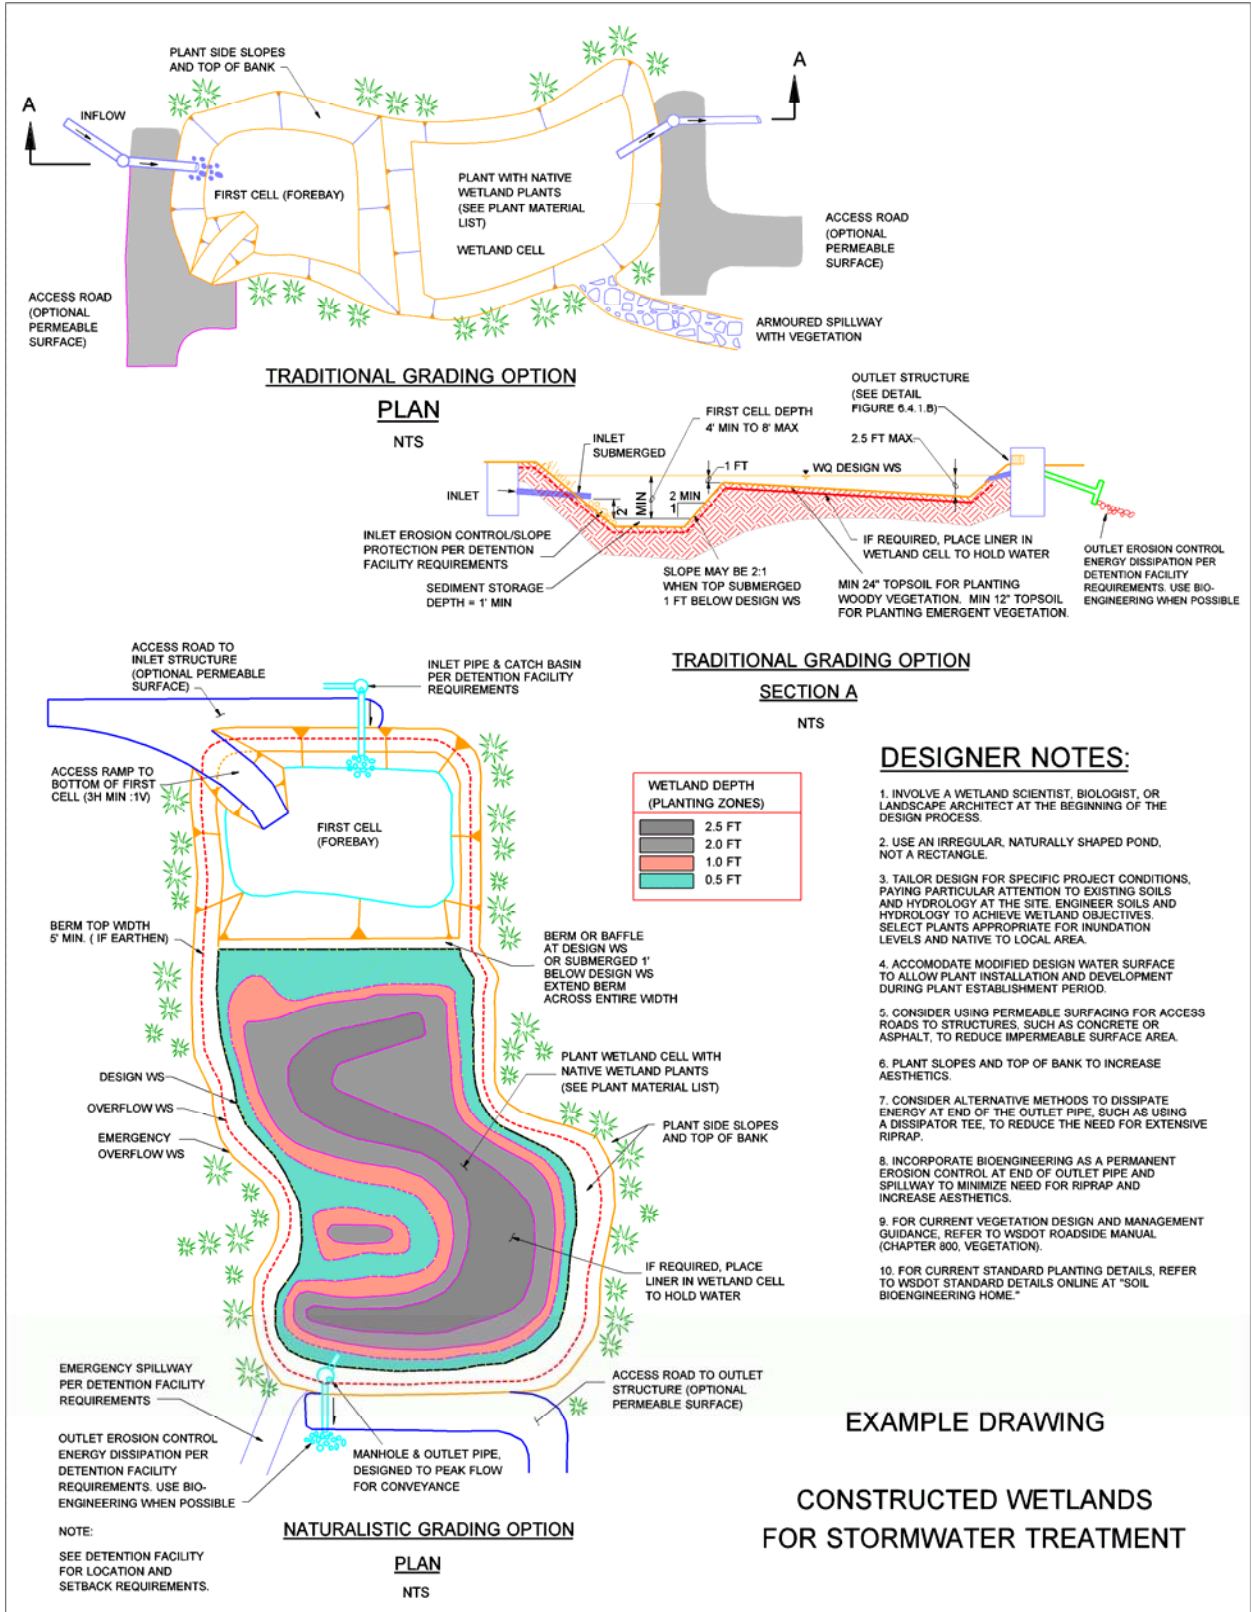 PLANT SIDE SLOPES
AND TOP OF BANK
A
INFLOW
A
FIRST CELL (FOREBAY)
PLANT WITH NATIVE
WETLAND PLANTS
(SEE PLANT MATERIAL
LIST)
WETLAND CELL
ACCESS ROAD
(OPTIONAL
PERMEABLE
SURFACE)
ACCESS ROAD
(OPTIONAL
PERMEABLE
SURFACE)
ARMOURED SPILLWAY
WITH VEGETATION
TRADITIONAL GRADING OPTION
PLAN
NTS
OUTLET STRUCTURE
(SEE DETAIL
FIGURE 6.4.1.B)
FIRST CELL DEPTH
4' MIN TO 8' MAX
INLET
SUBMERGED
2.5 FT MAX
1 FT
WQ DESIGN WS
INLET
2'
MIN
2 MIN
1
INLET EROSION CONTROL/SLOPE
PROTECTION PER DETENTION
FACILITY REQUIREMENTS
SEDIMENT STORAGE
DEPTH = 1' MIN
SLOPE MAY BE 2:1
WHEN TOP SUBMERGED
1 FT BELOW DESIGN WS
IF REQUIRED, PLACE LINER IN
WETLAND CELL TO HOLD WATER
MIN 24" TOPSOIL FOR PLANTING
WOODY VEGETATION. MIN 12" TOPSOIL
FOR PLANTING EMERGENT VEGETATION.
OUTLET EROSION CONTROL
ENERGY DISSIPATION PER
DETENTION FACILITY
REQUIREMENTS. USE BIO-
ENGINEERING WHEN POSSIBLE
TRADITIONAL GRADING OPTION
SECTION A
NTS
ACCESS ROAD TO
INLET STRUCTURE
(OPTIONAL PERMEABLE
SURFACE)
INLET PIPE & CATCH BASIN
PER DETENTION FACILITY
REQUIREMENTS
ACCESS RAMP TO
BOTTOM OF FIRST
CELL (3H MIN :1V)
FIRST CELL
(FOREBAY)
WETLAND DEPTH
(PLANTING ZONES)
2.5 FT
2.0 FT
1.0 FT
0.5 FT
BERM TOP WIDTH
5' MIN. ( IF EARTHEN)
BERM OR BAFFLE
AT DESIGN WS
OR SUBMERGED 1'
BELOW DESIGN WS
EXTEND BERM
ACROSS ENTIRE WIDTH
PLANT WETLAND CELL WITH
NATIVE WETLAND PLANTS
(SEE PLANT MATERIAL LIST)
DESIGN WS
OVERFLOW WS
EMERGENCY
OVERFLOW WS
PLANT SIDE SLOPES
AND TOP OF BANK
IF REQUIRED, PLACE
LINER IN WETLAND CELL
TO HOLD WATER
EMERGENCY SPILLWAY
PER DETENTION FACILITY
REQUIREMENTS
ACCESS ROAD TO OUTLET
STRUCTURE (OPTIONAL
PERMEABLE SURFACE)
OUTLET EROSION CONTROL
ENERGY DISSIPATION PER
DETENTION FACILITY
REQUIREMENTS. USE BIO-
ENGINEERING WHEN POSSIBLE
MANHOLE & OUTLET PIPE,
DESIGNED TO PEAK FLOW
FOR CONVEYANCE
NOTE:
SEE DETENTION FACILITY
FOR LOCATION AND
SETBACK REQUIREMENTS.
NATURALISTIC GRADING OPTION
PLAN
NTS
DESIGNER NOTES:
1. INVOLVE A WETLAND SCIENTIST, BIOLOGIST, OR
LANDSCAPE ARCHITECT AT THE BEGINNING OF THE
DESIGN PROCESS.
2. USE AN IRREGULAR, NATURALLY SHAPED POND,
NOT A RECTANGLE.
3. TAILOR DESIGN FOR SPECIFIC PROJECT CONDITIONS,
PAYING PARTICULAR ATTENTION TO EXISTING SOILS
AND HYDROLOGY AT THE SITE. ENGINEER SOILS AND
HYDROLOGY TO ACHIEVE WETLAND OBJECTIVES.
SELECT PLANTS APPROPRIATE FOR INUNDATION
LEVELS AND NATIVE TO LOCAL AREA.
4. ACCOMODATE MODIFIED DESIGN WATER SURFACE
TO ALLOW PLANT INSTALLATION AND DEVELOPMENT
DURING PLANT ESTABLISHMENT PERIOD.
5. CONSIDER USING PERMEABLE SURFACING FOR ACCESS
ROADS TO STRUCTURES, SUCH AS CONCRETE OR
ASPHALT, TO REDUCE IMPERMEABLE SURFACE AREA.
6. PLANT SLOPES AND TOP OF BANK TO INCREASE
AESTHETICS.
7. CONSIDER ALTERNATIVE METHODS TO DISSIPATE
ENERGY AT END OF THE OUTLET PIPE, SUCH AS USING
A DISSIPATOR TEE, TO REDUCE THE NEED FOR EXTENSIVE
RIPRAP.
8. INCORPORATE BIOENGINEERING AS A PERMANENT
EROSION CONTROL AT END OF OUTLET PIPE AND
SPILLWAY TO MINIMIZE NEED FOR RIPRAP AND
INCREASE AESTHETICS.
9. FOR CURRENT VEGETATION DESIGN AND MANAGEMENT
GUIDANCE, REFER TO WSDOT ROADSIDE MANUAL
(CHAPTER 800, VEGETATION).
10. FOR CURRENT STANDARD PLANTING DETAILS, REFER
TO WSDOT STANDARD DETAILS ONLINE AT "SOIL
BIOENGINEERING HOME."
EXAMPLE DRAWING
CONSTRUCTED WETLANDS
FOR STORMWATER TREATMENT